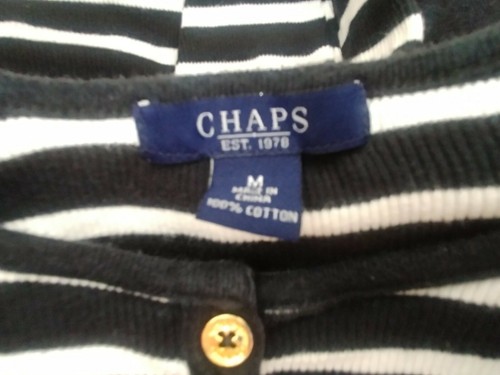 CHAPS
EST. 1978
M
MADE IN
CHINA
100% COTTON